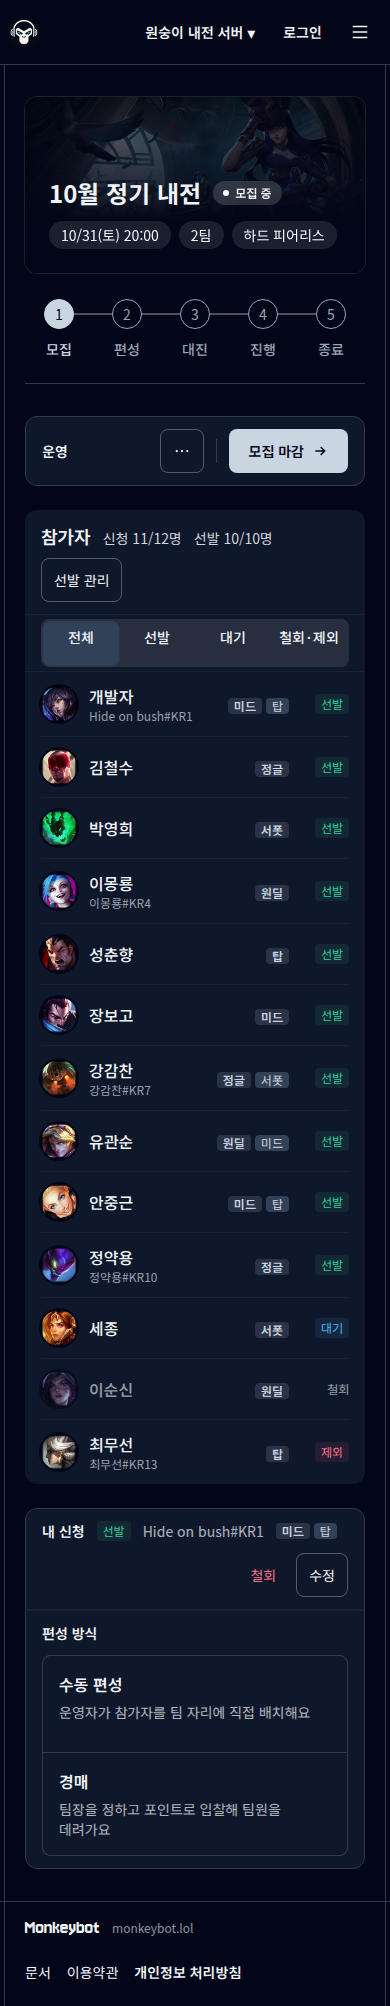 원숭이 내전 서버 ▾ 로그인
10월 정기 내전 모집 중
10/31(토) 20:00 2팀 하드 피어리스
1 2 3 4 5
모집 편성 대진 진행 종료
운영 ⋯ 모집 마감 →
참가자 신청 11/12명 선발 10/10명
선발 관리
전체 선발 대기 철회·제외
개발자 미드 탑 선발
Hide on bush#KR1
김철수 정글 선발
박영희 서폿 선발
이몽룡 원딜 선발
이몽룡#KR4
성춘향 탑 선발
장보고 미드 선발
강감찬 정글 서폿 선발
강감찬#KR7
유관순 원딜 미드 선발
안중근 미드 탑 선발
정약용 정글 선발
정약용#KR10
세종 서폿 대기
이순신 원딜 철회
최무선 탑 제외
최무선#KR13
내 신청 선발 Hide on bush#KR1 미드 탑
철회 수정
편성 방식
수동 편성
운영자가 참가자를 팀 자리에 직접 배치해요
경매
팀장을 정하고 포인트로 입찰해 팀원을
데려가요
Monkeybot monkeybot.lol
문서 이용약관 개인정보 처리방침